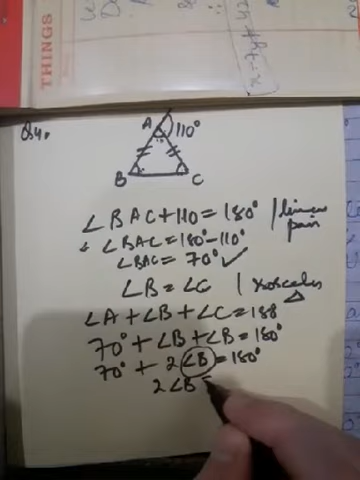 THINGS
Q4.
A 110°
B C
∠BAC+110=180° | linear pair
∠BAC=180°-110°
∠BAC= 70° ✓
∠B=∠C | isosceles △
∠A+∠B+∠C=188
70°+∠B+∠B=180°
70°+2∠B=180°
2∠B=